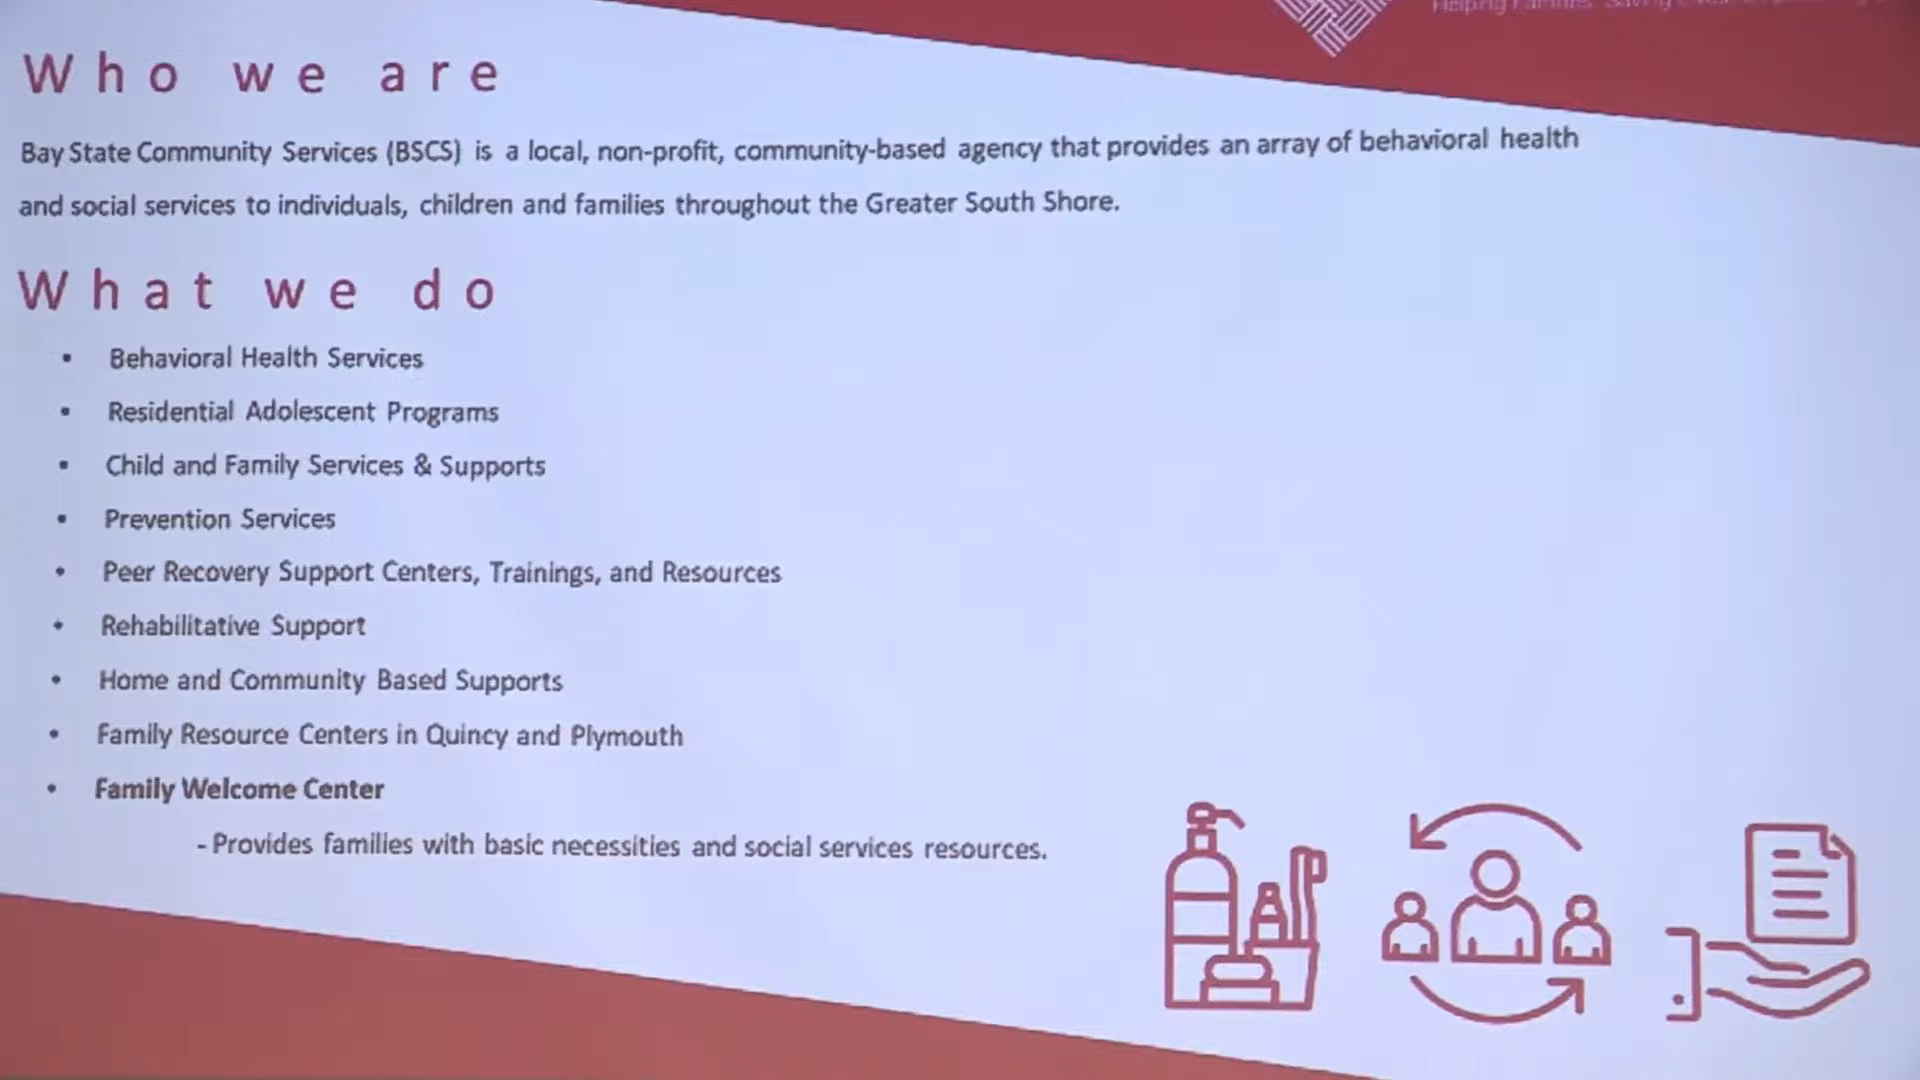 Helping Families.
Who we are
Bay State Community Services (BSCS) is a local, non-profit, community-based agency that provides an array of behavioral health
and social services to individuals, children and families throughout the Greater South Shore.
What we do
• Behavioral Health Services
• Residential Adolescent Programs
• Child and Family Services & Supports
• Prevention Services
• Peer Recovery Support Centers, Trainings, and Resources
• Rehabilitative Support
• Home and Community Based Supports
• Family Resource Centers in Quincy and Plymouth
• Family Welcome Center
- Provides families with basic necessities and social services resources.